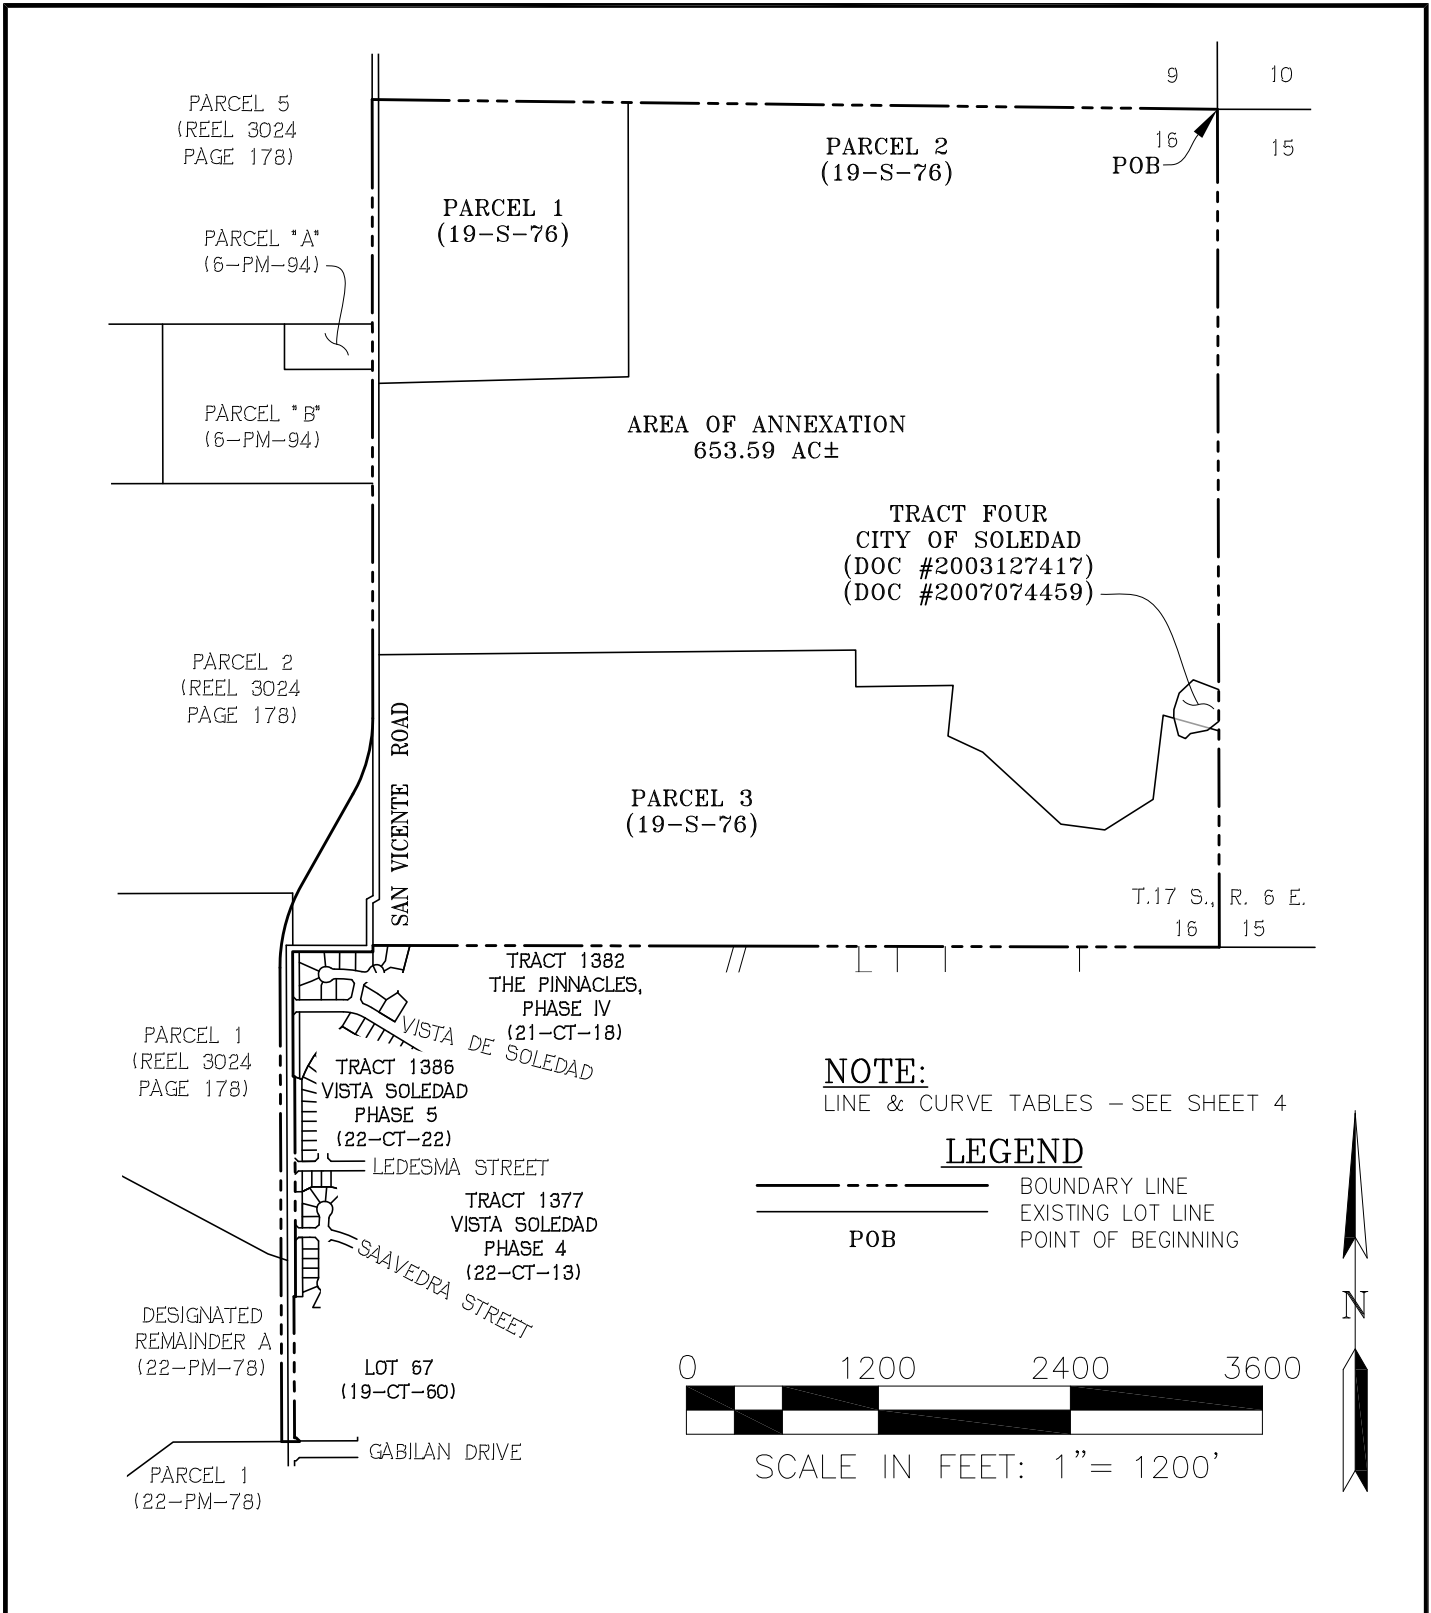 9
10
16
15
POB
PARCEL 5
(REEL 3024
PAGE 178)
PARCEL 2
(19-S-76)
PARCEL 1
(19-S-76)
PARCEL "A"
(6-PM-94)
PARCEL "B"
(6-PM-94)
AREA OF ANNEXATION
653.59 AC±
TRACT FOUR
CITY OF SOLEDAD
(DOC #2003127417)
(DOC #2007074459)
PARCEL 2
(REEL 3024
PAGE 178)
SAN VICENTE ROAD
PARCEL 3
(19-S-76)
T.17 S., R. 6 E.
16
15
TRACT 1382
THE PINNACLES,
PHASE IV
(21-CT-18)
VISTA DE SOLEDAD
PARCEL 1
(REEL 3024
PAGE 178)
TRACT 1386
VISTA SOLEDAD
PHASE 5
(22-CT-22)
LEDESMA STREET
TRACT 1377
VISTA SOLEDAD
PHASE 4
(22-CT-13)
SAAVEDRA STREET
DESIGNATED
REMAINDER A
(22-PM-78)
LOT 67
(19-CT-60)
GABILAN DRIVE
PARCEL 1
(22-PM-78)
NOTE:
LINE & CURVE TABLES - SEE SHEET 4
LEGEND
BOUNDARY LINE
EXISTING LOT LINE
POB POINT OF BEGINNING
N
0 1200 2400 3600
SCALE IN FEET: 1"= 1200'